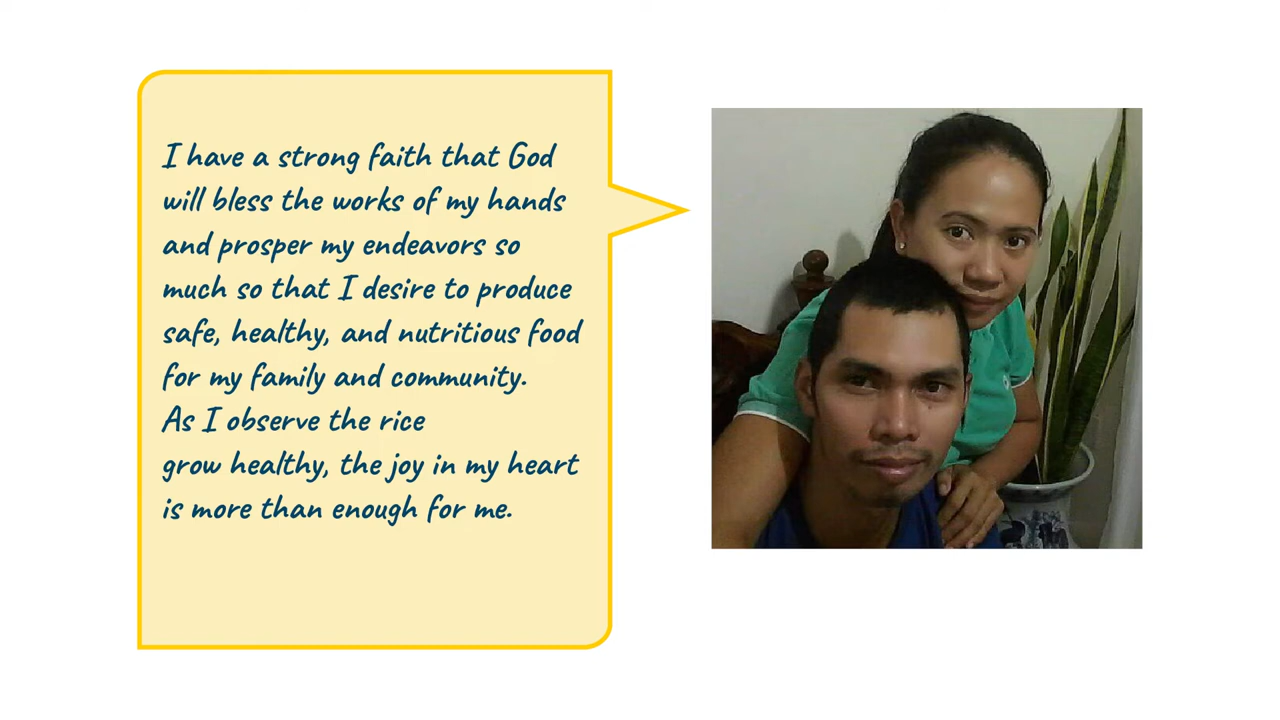 I have a strong faith that God
will bless the works of my hands
and prosper my endeavors so
much so that I desire to produce
safe, healthy, and nutritious food
for my family and community.
As I observe the rice
grow healthy, the joy in my heart
is more than enough for me.